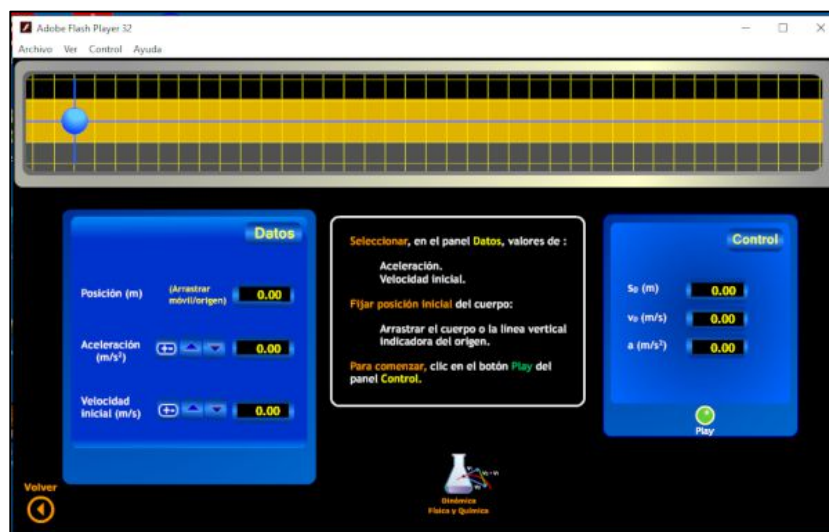 Adobe Flash Player 32
Archivo Ver Control Ayuda
Datos
Posición (m)
(Arrastrar
móvil/origen)
0.00
Aceleración
(m/s²)
0.00
Velocidad
inicial (m/s)
0.00
Seleccionar, en el panel Datos, valores de :
Aceleración.
Velocidad inicial.
Fijar posición inicial del cuerpo:
Arrastrar el cuerpo o la línea vertical
indicadora del origen.
Para comenzar, clic en el botón Play del
panel Control.
Control
s₀ (m)
0.00
v₀ (m/s)
0.00
a (m/s²)
0.00
Play
Volver
Dinámica
Física y Química